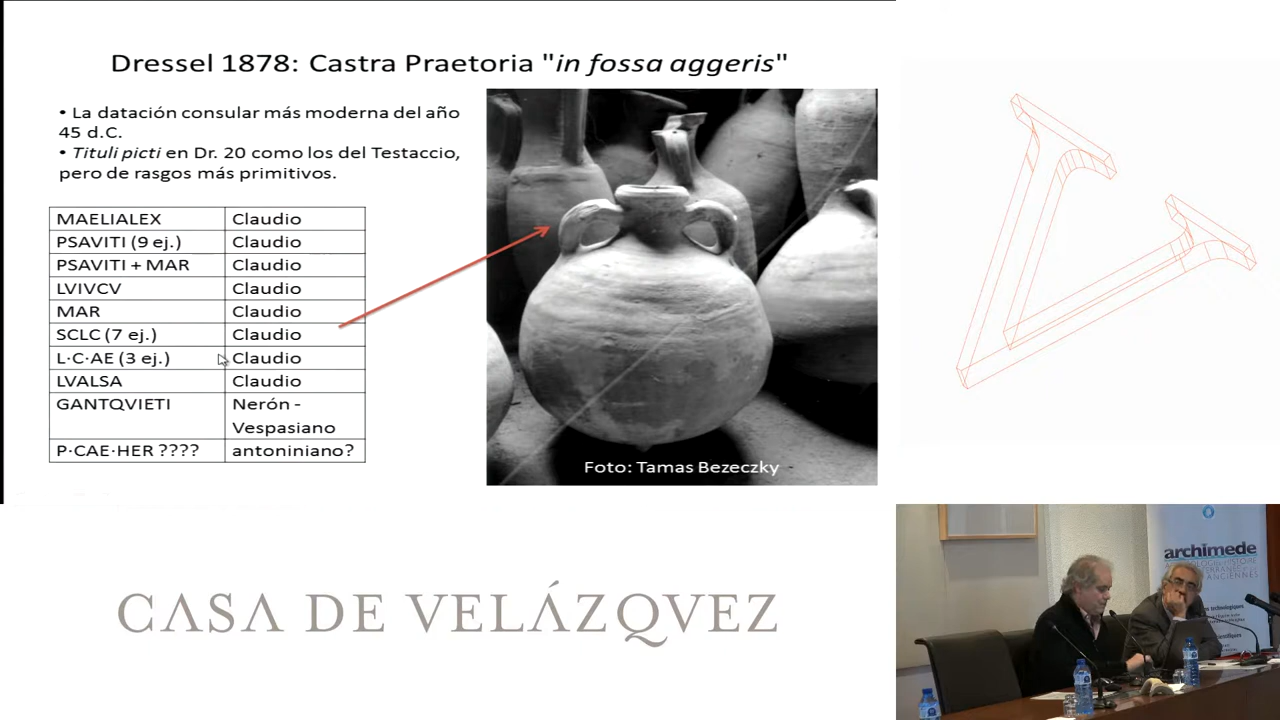 Dressel 1878: Castra Praetoria "in fossa aggeris"
• La datación consular más moderna del año
45 d.C.
• Tituli picti en Dr. 20 como los del Testaccio,
pero de rasgos más primitivos.
MAELIALEX Claudio
PSAVITI (9 ej.) Claudio
PSAVITI + MAR Claudio
LVIVCV Claudio
MAR Claudio
SCLC (7 ej.) Claudio
L·C·AE (3 ej.) Claudio
LVALSA Claudio
GANTQVIETI Nerón -
Vespasiano
P·CAE·HER ???? antoniniano?
Foto: Tamas Bezeczky
CASA DE VELÁZQVEZ
archimede
ANCIENNES